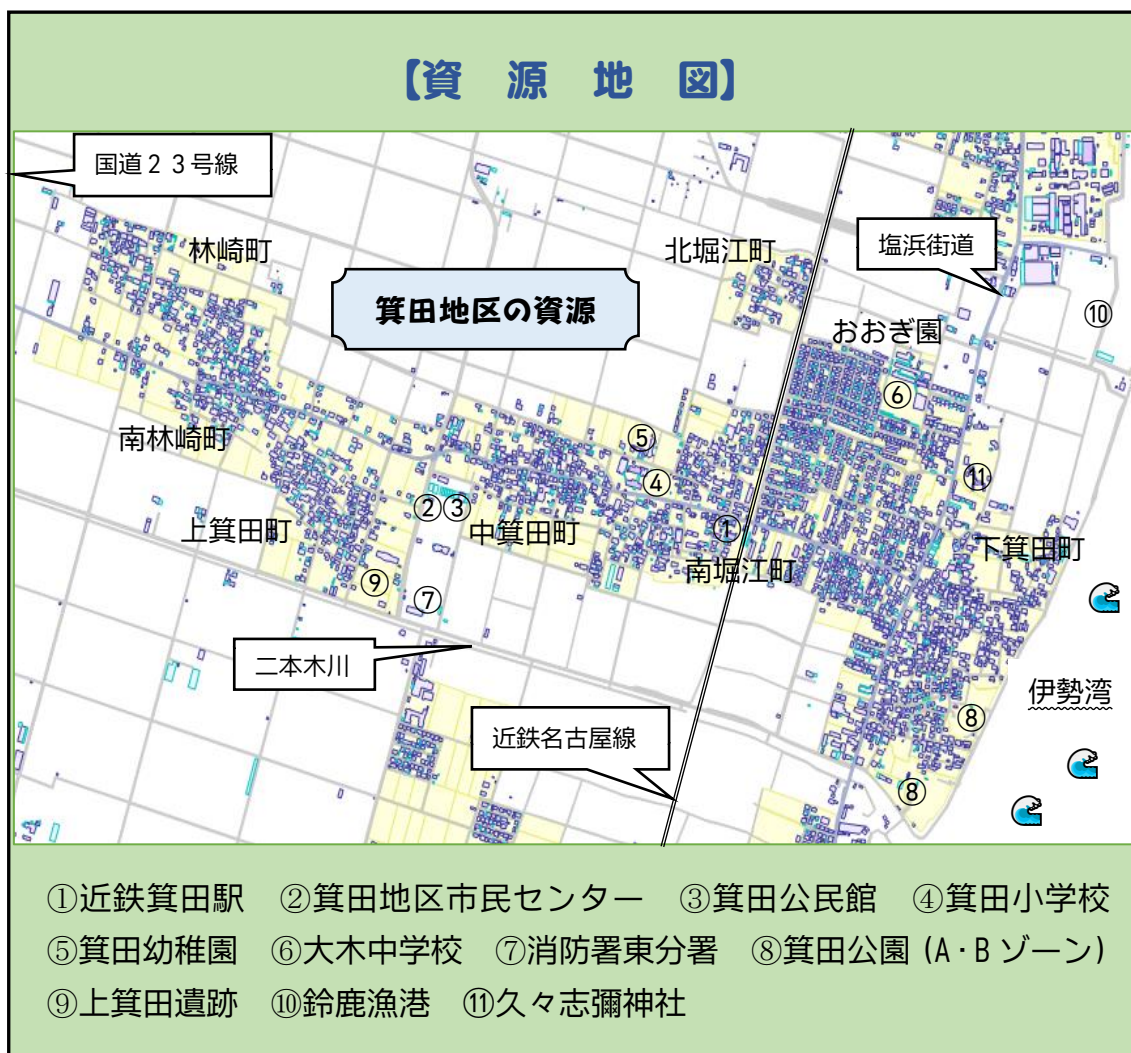 【資 源 地 図】
国道２３号線
林崎町
北堀江町
塩浜街道
箕田地区の資源
おおぎ園
⑩
⑥
南林崎町
⑤
④
⑪
②③
上箕田町
中箕田町
①
南堀江町
下箕田町
⑨
⑦
二本木川
伊勢湾
近鉄名古屋線
⑧
⑧
①近鉄箕田駅 ②箕田地区市民センター ③箕田公民館 ④箕田小学校
⑤箕田幼稚園 ⑥大木中学校 ⑦消防署東分署 ⑧箕田公園 (A・B ゾーン)
⑨上箕田遺跡 ⑩鈴鹿漁港 ⑪久々志彌神社